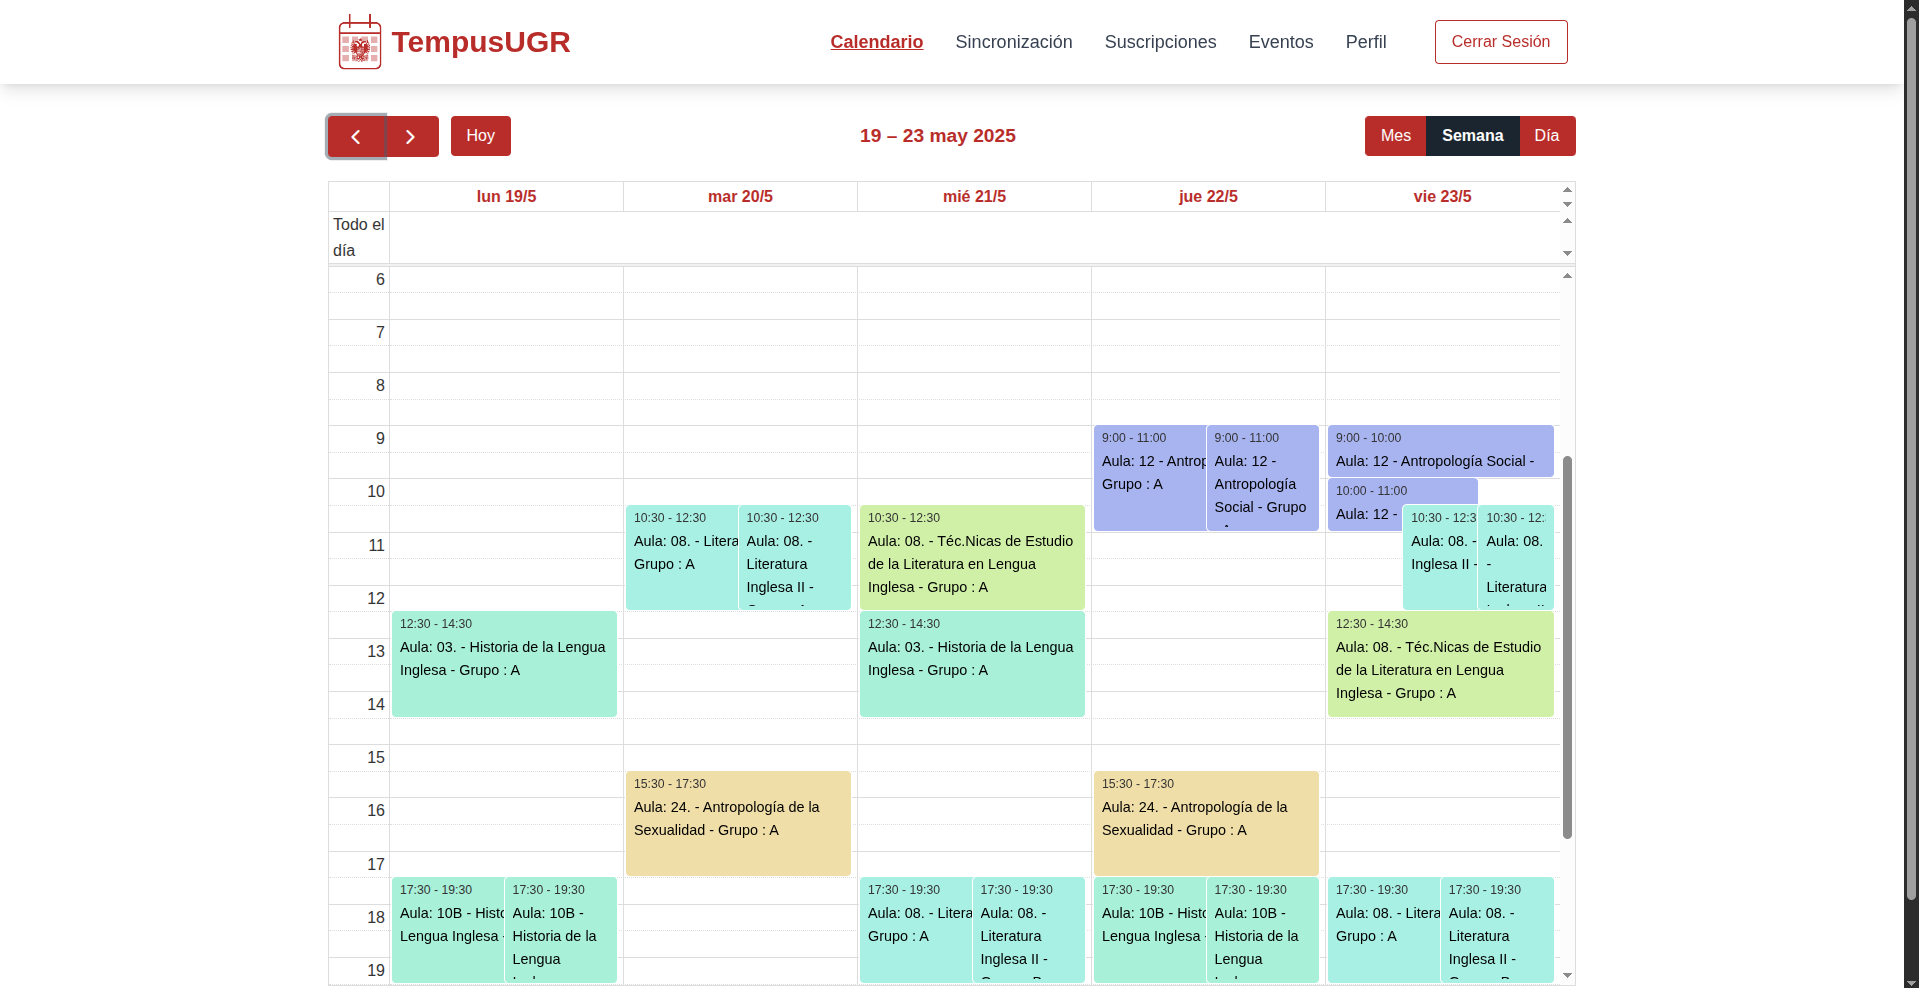 TempusUGR
Calendario
Sincronización
Suscripciones
Eventos
Perfil
Cerrar Sesión
Hoy
19 – 23 may 2025
Mes
Semana
Día
lun 19/5
mar 20/5
mié 21/5
jue 22/5
vie 23/5
Todo el
día
6
7
8
9
10
11
12
13
14
15
16
17
18
19
12:30 - 14:30
Aula: 03. - Historia de la Lengua
Inglesa - Grupo : A
17:30 - 19:30
Aula: 10B - Histo
Lengua Inglesa -
17:30 - 19:30
Aula: 10B -
Historia de la
Lengua
10:30 - 12:30
Aula: 08. - Litera
Grupo : A
10:30 - 12:30
Aula: 08. -
Literatura
Inglesa II -
15:30 - 17:30
Aula: 24. - Antropología de la
Sexualidad - Grupo : A
10:30 - 12:30
Aula: 08. - Téc.Nicas de Estudio
de la Literatura en Lengua
Inglesa - Grupo : A
12:30 - 14:30
Aula: 03. - Historia de la Lengua
Inglesa - Grupo : A
17:30 - 19:30
Aula: 08. - Litera
Grupo : A
17:30 - 19:30
Aula: 08. -
Literatura
Inglesa II -
9:00 - 11:00
Aula: 12 - Antrop
Grupo : A
9:00 - 11:00
Aula: 12 -
Antropología
Social - Grupo
15:30 - 17:30
Aula: 24. - Antropología de la
Sexualidad - Grupo : A
17:30 - 19:30
Aula: 10B - Histo
Lengua Inglesa -
17:30 - 19:30
Aula: 10B -
Historia de la
Lengua
9:00 - 10:00
Aula: 12 - Antropología Social -
10:00 - 11:00
Aula: 12 -
10:30 - 12:3
Aula: 08. -
Inglesa II -
10:30 - 12:
Aula: 08.
-
Literatura
12:30 - 14:30
Aula: 08. - Téc.Nicas de Estudio
de la Literatura en Lengua
Inglesa - Grupo : A
17:30 - 19:30
Aula: 08. - Litera
Grupo : A
17:30 - 19:30
Aula: 08. -
Literatura
Inglesa II -